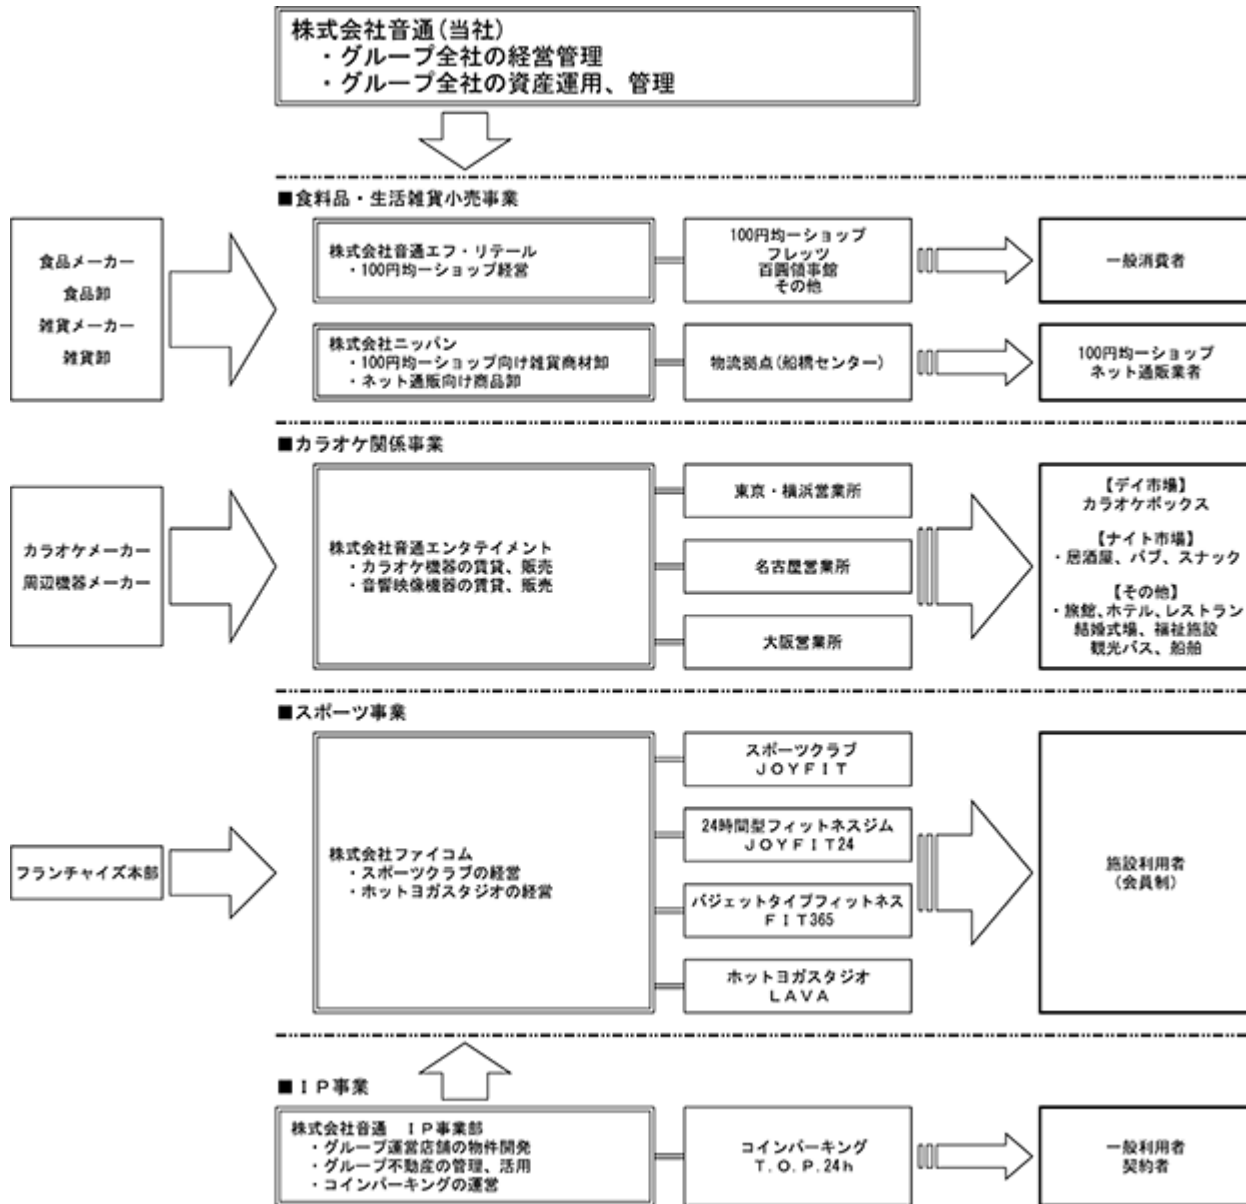 株式会社音通(当社)
・グループ全社の経営管理
・グループ全社の資産運用、管理
■食料品・生活雑貨小売事業
食品メーカー
食品卸
雑貨メーカー
雑貨卸
株式会社音通エフ・リテール
・100円均一ショップ経営
100円均一ショップ
フレッツ
百圓領事館
その他
一般消費者
株式会社ニッパン
・100円均一ショップ向け雑貨商材卸
・ネット通販向け商品卸
物流拠点(船橋センター)
100円均一ショップ
ネット通販業者
■カラオケ関係事業
カラオケメーカー
周辺機器メーカー
株式会社音通エンタテイメント
・カラオケ機器の賃貸、販売
・音響映像機器の賃貸、販売
東京・横浜営業所
名古屋営業所
大阪営業所
【デイ市場】
カラオケボックス
【ナイト市場】
・居酒屋、パブ、スナック
【その他】
・旅館、ホテル、レストラン
結婚式場、福祉施設
観光バス、船舶
■スポーツ事業
フランチャイズ本部
株式会社ファイコム
・スポーツクラブの経営
・ホットヨガスタジオの経営
スポーツクラブ
ＪＯＹＦＩＴ
24時間型フィットネスジム
ＪＯＹＦＩＴ24
バジェットタイプフィットネス
ＦＩＴ365
ホットヨガスタジオ
ＬＡＶＡ
施設利用者
(会員制)
■ＩＰ事業
株式会社音通　ＩＰ事業部
・グループ運営店舗の物件開発
・グループ不動産の管理、活用
・コインパーキングの運営
コインパーキング
Ｔ.Ｏ.Ｐ.24ｈ
一般利用者
契約者